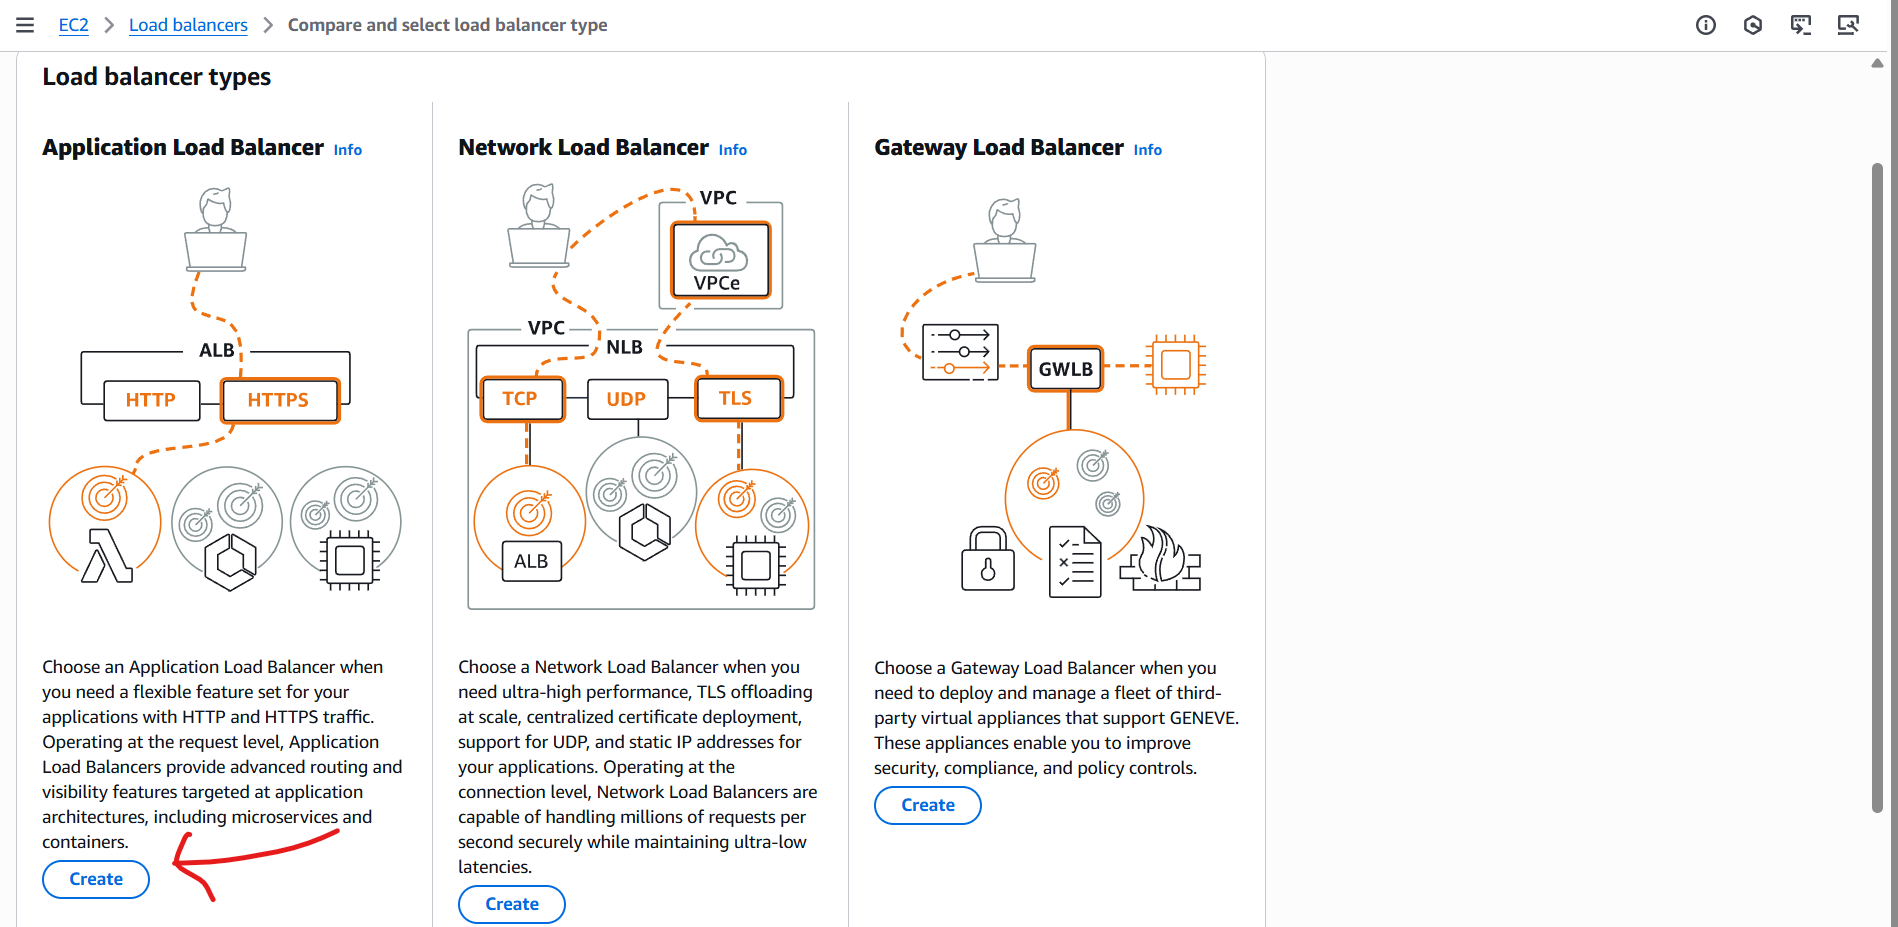 EC2 > Load balancers > Compare and select load balancer type
Load balancer types
Application Load Balancer Info
ALB
HTTP HTTPS
Choose an Application Load Balancer when
you need a flexible feature set for your
applications with HTTP and HTTPS traffic.
Operating at the request level, Application
Load Balancers provide advanced routing and
visibility features targeted at application
architectures, including microservices and
containers.
Create
Network Load Balancer Info
VPC
VPCe
VPC
NLB
TCP UDP TLS
ALB
Choose a Network Load Balancer when you
need ultra-high performance, TLS offloading
at scale, centralized certificate deployment,
support for UDP, and static IP addresses for
your applications. Operating at the
connection level, Network Load Balancers are
capable of handling millions of requests per
second securely while maintaining ultra-low
latencies.
Create
Gateway Load Balancer Info
GWLB
Choose a Gateway Load Balancer when you
need to deploy and manage a fleet of third-
party virtual appliances that support GENEVE.
These appliances enable you to improve
security, compliance, and policy controls.
Create